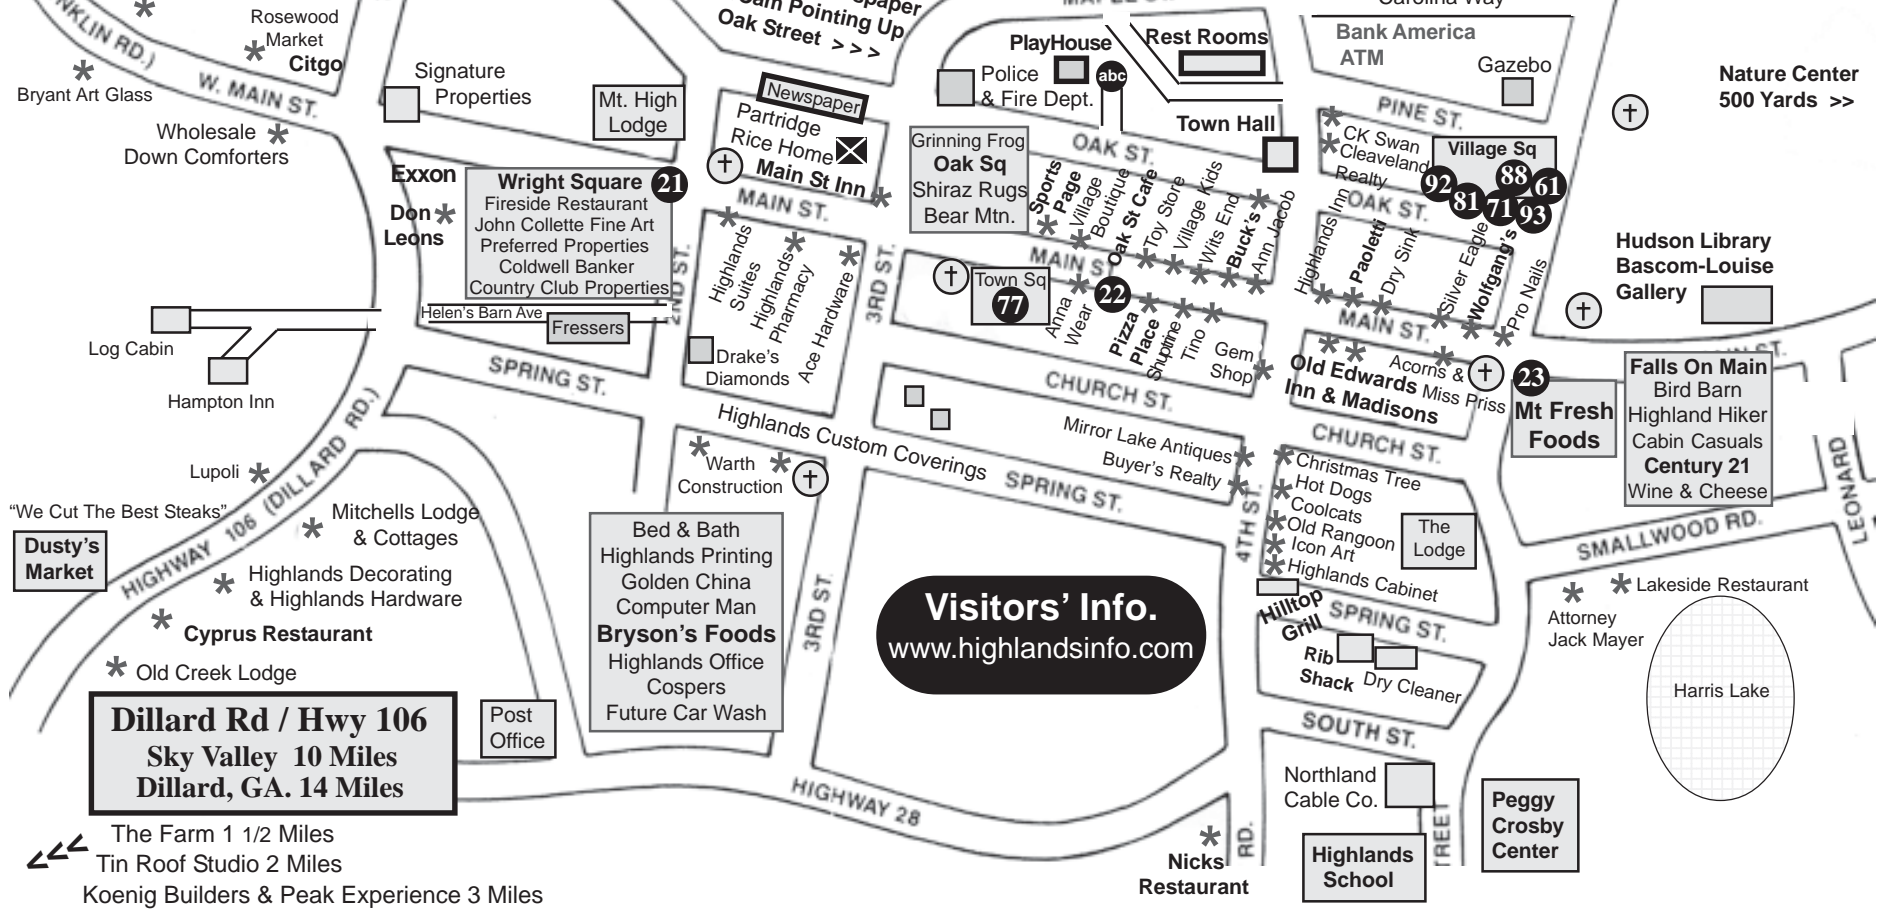 Rosewood
Market
Citgo
NKLIN RD.)
W. MAIN ST.
Bryant Art Glass
Wholesale
Down Comforters
Signature
Properties
Mt. High
Lodge
spaper
Pointing Up
Oak Street > > >
Newspaper
Partridge
Rice Home
Main St Inn
MAIN ST.
Exxon
Don
Leons
Wright Square
21
Fireside Restaurant
John Collette Fine Art
Preferred Properties
Coldwell Banker
Country Club Properties
Helen's Barn Ave
Fressers
2ND ST.
Highlands
Suites
Highlands
Pharmacy
Ace Hardware
3RD ST.
Drake's
Diamonds
Log Cabin
Hampton Inn
SPRING ST.
Highlands Custom Coverings
PlayHouse
abc
Rest Rooms
Police
& Fire Dept.
Town Hall
OAK ST.
Grinning Frog
Oak Sq
Shiraz Rugs
Bear Mtn.
Sports
Page
Village
Boutique
Oak St Cafe
Toy Store
Village Kids
Wits End
Buck's
Ann Jacob
MAIN S
Town Sq
77
22
Anna
Wear
Pizza
Place
Shuptrine
Tino
Gem
Shop
CHURCH ST.
Carolina Way
Bank America
ATM
Gazebo
PINE ST.
CK Swan
Cleaveland
Realty
Village Sq
88
92
61
81
71
93
OAK ST.
Highlands Inn
Paoletti
Dry Sink
Silver Eagle
Wolfgang's
Pro Nails
MAIN ST.
Old Edwards
Inn & Madisons
Acorns &
Miss Priss
Nature Center
500 Yards >>
Hudson Library
Bascom-Louise
Gallery
23
Mt Fresh
Foods
Falls On Main
Bird Barn
Highland Hiker
Cabin Casuals
Century 21
Wine & Cheese
LEONARD
SMALLWOOD RD.
CHURCH ST.
Mirror Lake Antiques
Buyer's Realty
SPRING ST.
4TH ST.
Christmas Tree
Hot Dogs
Coolcats
Old Rangoon
Icon Art
Highlands Cabinet
The
Lodge
Hilltop
Grill
SPRING ST.
Rib
Shack
Dry Cleaner
SOUTH ST.
Attorney
Jack Mayer
Lakeside Restaurant
Harris Lake
Lupoli
HIGHWAY 106 (DILLARD RD.)
"We Cut The Best Steaks"
Dusty's
Market
Mitchells Lodge
& Cottages
Highlands Decorating
& Highlands Hardware
Cyprus Restaurant
Old Creek Lodge
Warth
Construction
Bed & Bath
Highlands Printing
Golden China
Computer Man
Bryson's Foods
Highlands Office
Cospers
Future Car Wash
3RD ST.
Visitors' Info.
www.highlandsinfo.com
Dillard Rd / Hwy 106
Sky Valley 10 Miles
Dillard, GA. 14 Miles
Post
Office
HIGHWAY 28
The Farm 1 1/2 Miles
Tin Roof Studio 2 Miles
Koenig Builders & Peak Experience 3 Miles
Nicks
Restaurant
RD.
Northland
Cable Co.
Highlands
School
TREET
Peggy
Crosby
Center